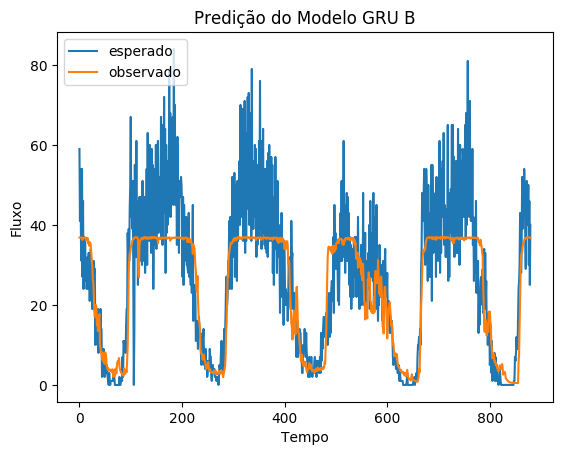 Predição do Modelo GRU B
esperado
observado
80
60
40
20
0
Fluxo
0 200 400 600 800
Tempo